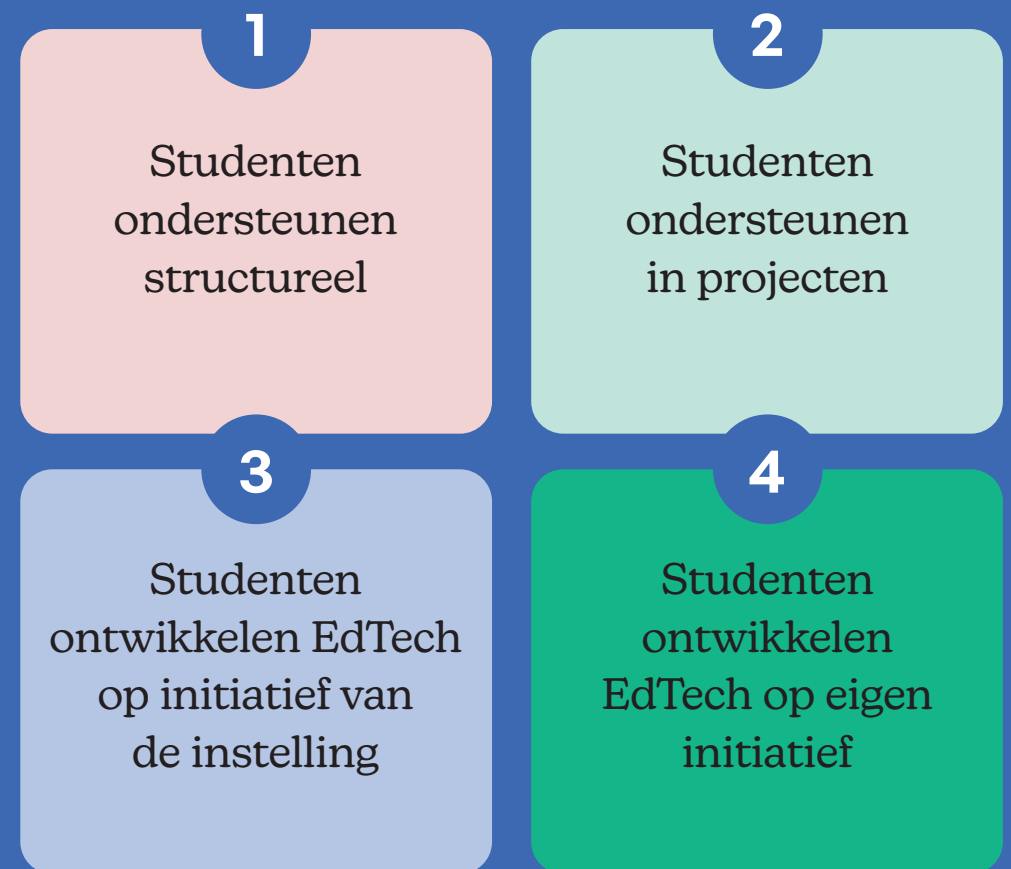 1
Studenten
ondersteunen
structureel
2
Studenten
ondersteunen
in projecten
3
Studenten
ontwikkelen EdTech
op initiatief van
de instelling
4
Studenten
ontwikkelen
EdTech op eigen
initiatief